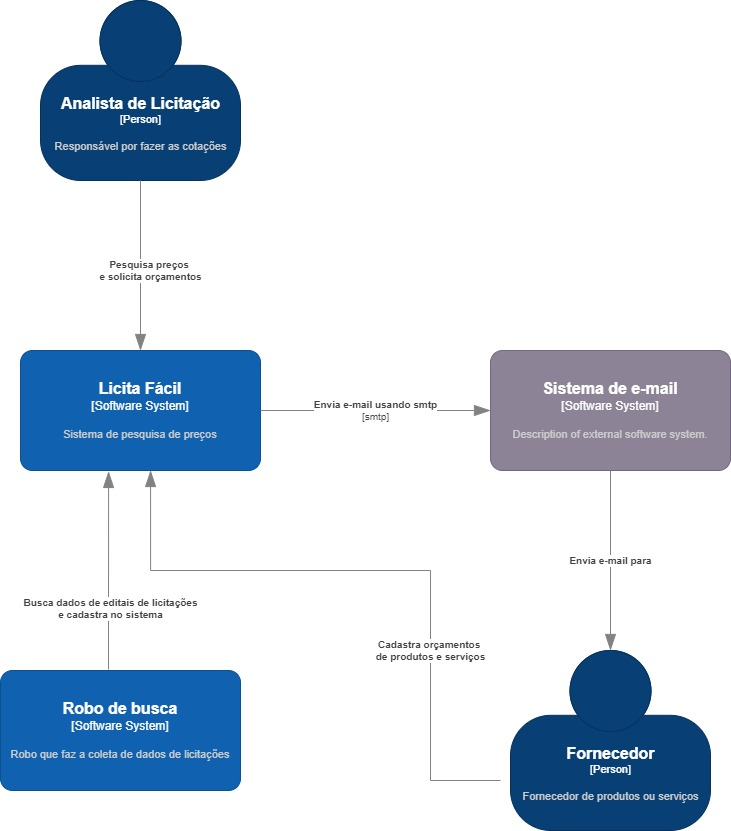 Analista de Licitação
[Person]
Responsável por fazer as cotações
Pesquisa preços
e solicita orçamentos
Licita Fácil
[Software System]
Sistema de pesquisa de preços
Envia e-mail usando smtp
[smtp]
Sistema de e-mail
[Software System]
Description of external software system.
Envia e-mail para
Busca dados de editais de licitações
e cadastra no sistema
Cadastra orçamentos
de produtos e serviços
Robo de busca
[Software System]
Robo que faz a coleta de dados de licitações
Fornecedor
[Person]
Fornecedor de produtos ou serviços